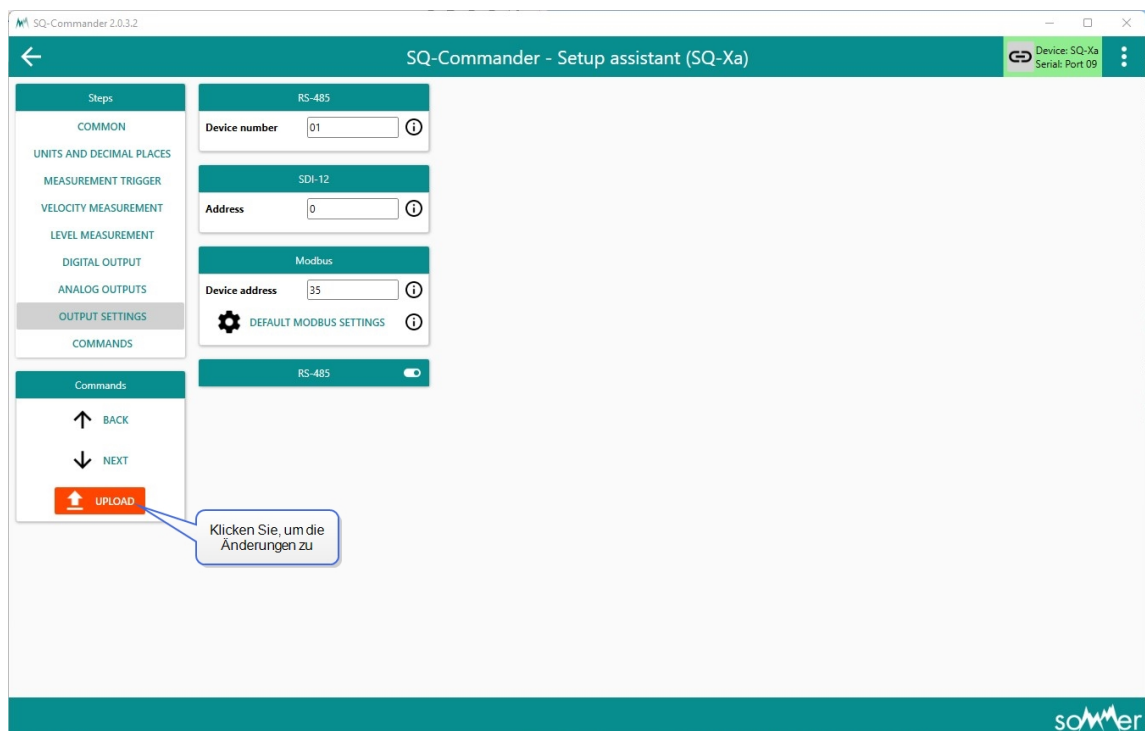 SQ-Commander 2.0.3.2
SQ-Commander - Setup assistant (SQ-Xa)
Device: SQ-Xa
Serial: Port 09
Steps
COMMON
UNITS AND DECIMAL PLACES
MEASUREMENT TRIGGER
VELOCITY MEASUREMENT
LEVEL MEASUREMENT
DIGITAL OUTPUT
ANALOG OUTPUTS
OUTPUT SETTINGS
COMMANDS
Commands
BACK
NEXT
UPLOAD
RS-485
Device number 01
SDI-12
Address 0
Modbus
Device address 35
DEFAULT MODBUS SETTINGS
RS-485
Klicken Sie, um die
Änderungen zu
sommer